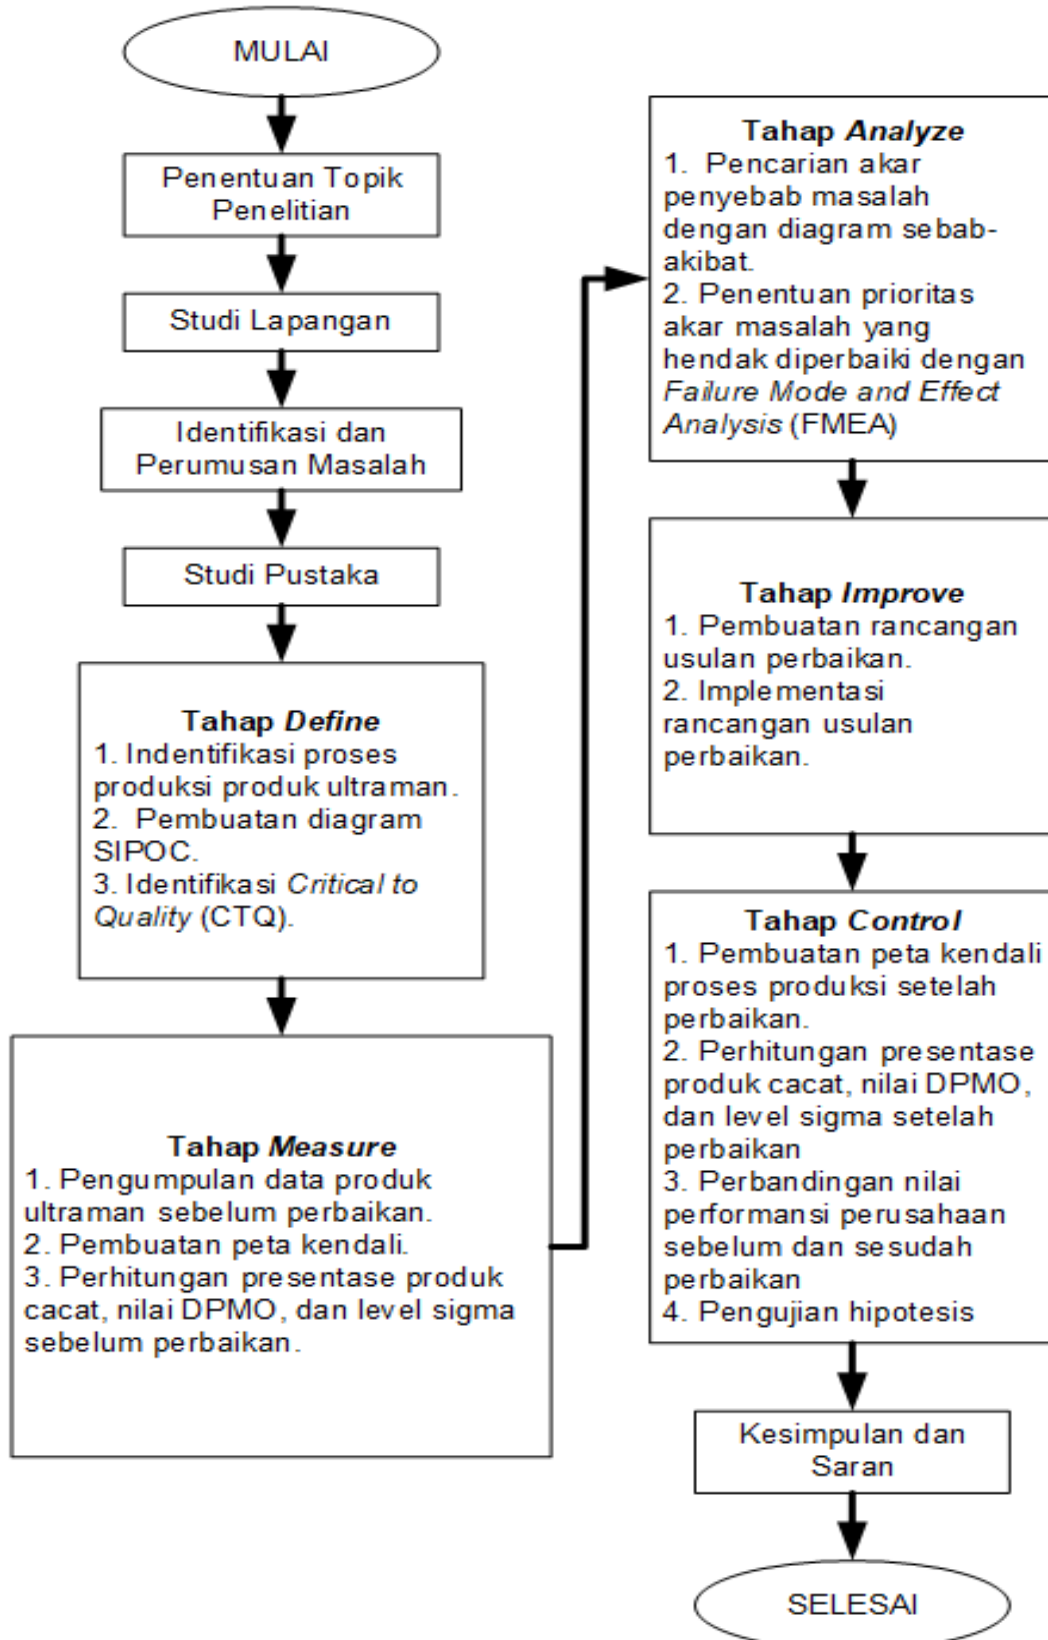 MULAI
Penentuan Topik
Penelitian
Studi Lapangan
Identifikasi dan
Perumusan Masalah
Studi Pustaka
Tahap Define
1. Indentifikasi proses
produksi produk ultraman.
2. Pembuatan diagram
SIPOC.
3. Identifikasi Critical to
Quality (CTQ).
Tahap Measure
1. Pengumpulan data produk
ultraman sebelum perbaikan.
2. Pembuatan peta kendali.
3. Perhitungan presentase produk
cacat, nilai DPMO, dan level sigma
sebelum perbaikan.
Tahap Analyze
1. Pencarian akar
penyebab masalah
dengan diagram sebab-
akibat.
2. Penentuan prioritas
akar masalah yang
hendak diperbaiki dengan
Failure Mode and Effect
Analysis (FMEA)
Tahap Improve
1. Pembuatan rancangan
usulan perbaikan.
2. Implementasi
rancangan usulan
perbaikan.
Tahap Control
1. Pembuatan peta kendali
proses produksi setelah
perbaikan.
2. Perhitungan presentase
produk cacat, nilai DPMO,
dan level sigma setelah
perbaikan
3. Perbandingan nilai
performansi perusahaan
sebelum dan sesudah
perbaikan
4. Pengujian hipotesis
Kesimpulan dan
Saran
SELESAI